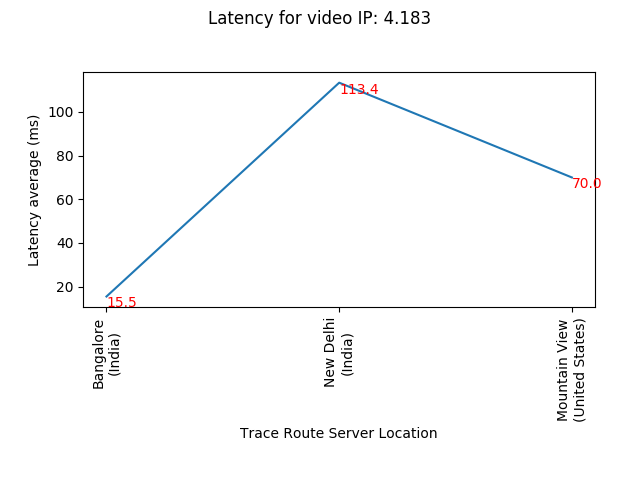 Latency for video IP: 4.183
Latency average (ms)
100
80
60
40
20
113.4
70.0
15.5
Bangalore
(India)
New Delhi
(India)
Mountain View
(United States)
Trace Route Server Location